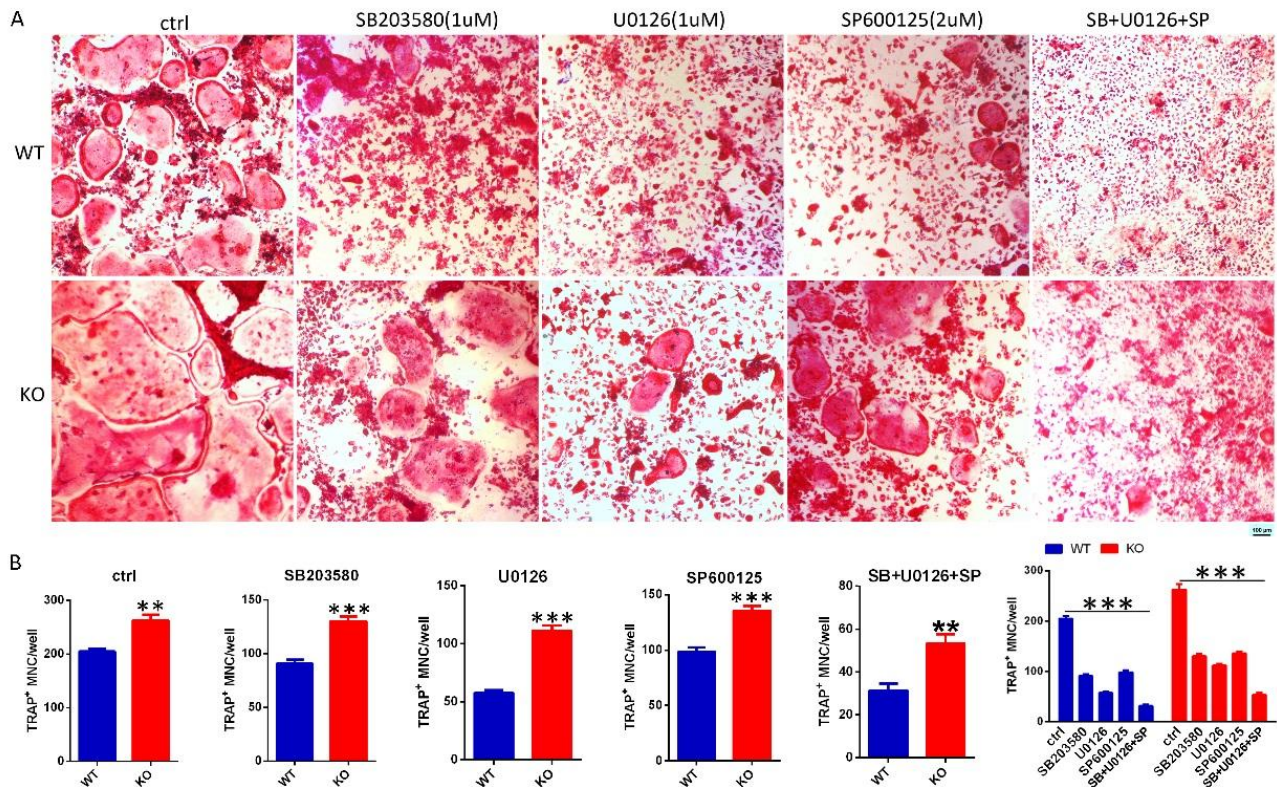 A
ctrl
SB203580(1uM)
U0126(1uM)
SP600125(2uM)
SB+U0126+SP
WT
KO
100 μm
B
ctrl
TRAP+ MNC/well
300
200
100
0
**
WT
KO
SB203580
TRAP+ MNC/well
150
100
50
0
***
WT
KO
U0126
TRAP+ MNC/well
150
100
50
0
***
WT
KO
SP600125
TRAP+ MNC/well
150
100
50
0
***
WT
KO
SB+U0126+SP
TRAP+ MNC/well
80
60
40
20
0
**
WT
KO
WT KO
TRAP+ MNC/well
300
200
100
0
***
***
ctrl
SB203580
U0126
SP600125
SB+U0126+SP
ctrl
SB203580
U0126
SP600125
SB+U0126+SP